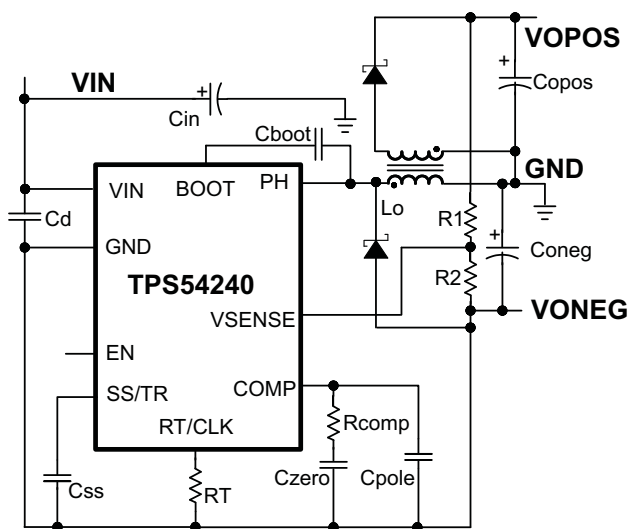 VOPOS
VIN
+
Copos
+
Cin
Cboot
GND
VIN
BOOT
PH
Cd
Lo
R1
+
GND
Coneg
TPS54240
R2
VONEG
VSENSE
EN
COMP
SS/TR
Rcomp
RT/CLK
Czero
Cpole
Css
RT